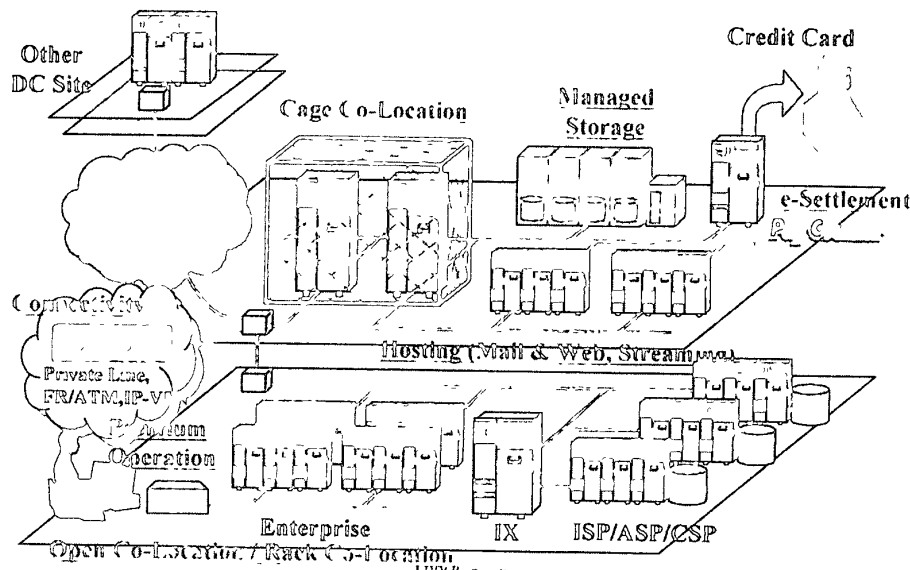 Other
DC Site
Credit Card
Cage Co-Location
Managed
Storage
e-Settlement
Connectivity
Hosting (Mail & Web, Streaming)
Private Line,
FR/ATM,IP-VPN
Operation
Enterprise
IX
ISP/ASP/CSP
Open Co-Location / Rack Co-Location